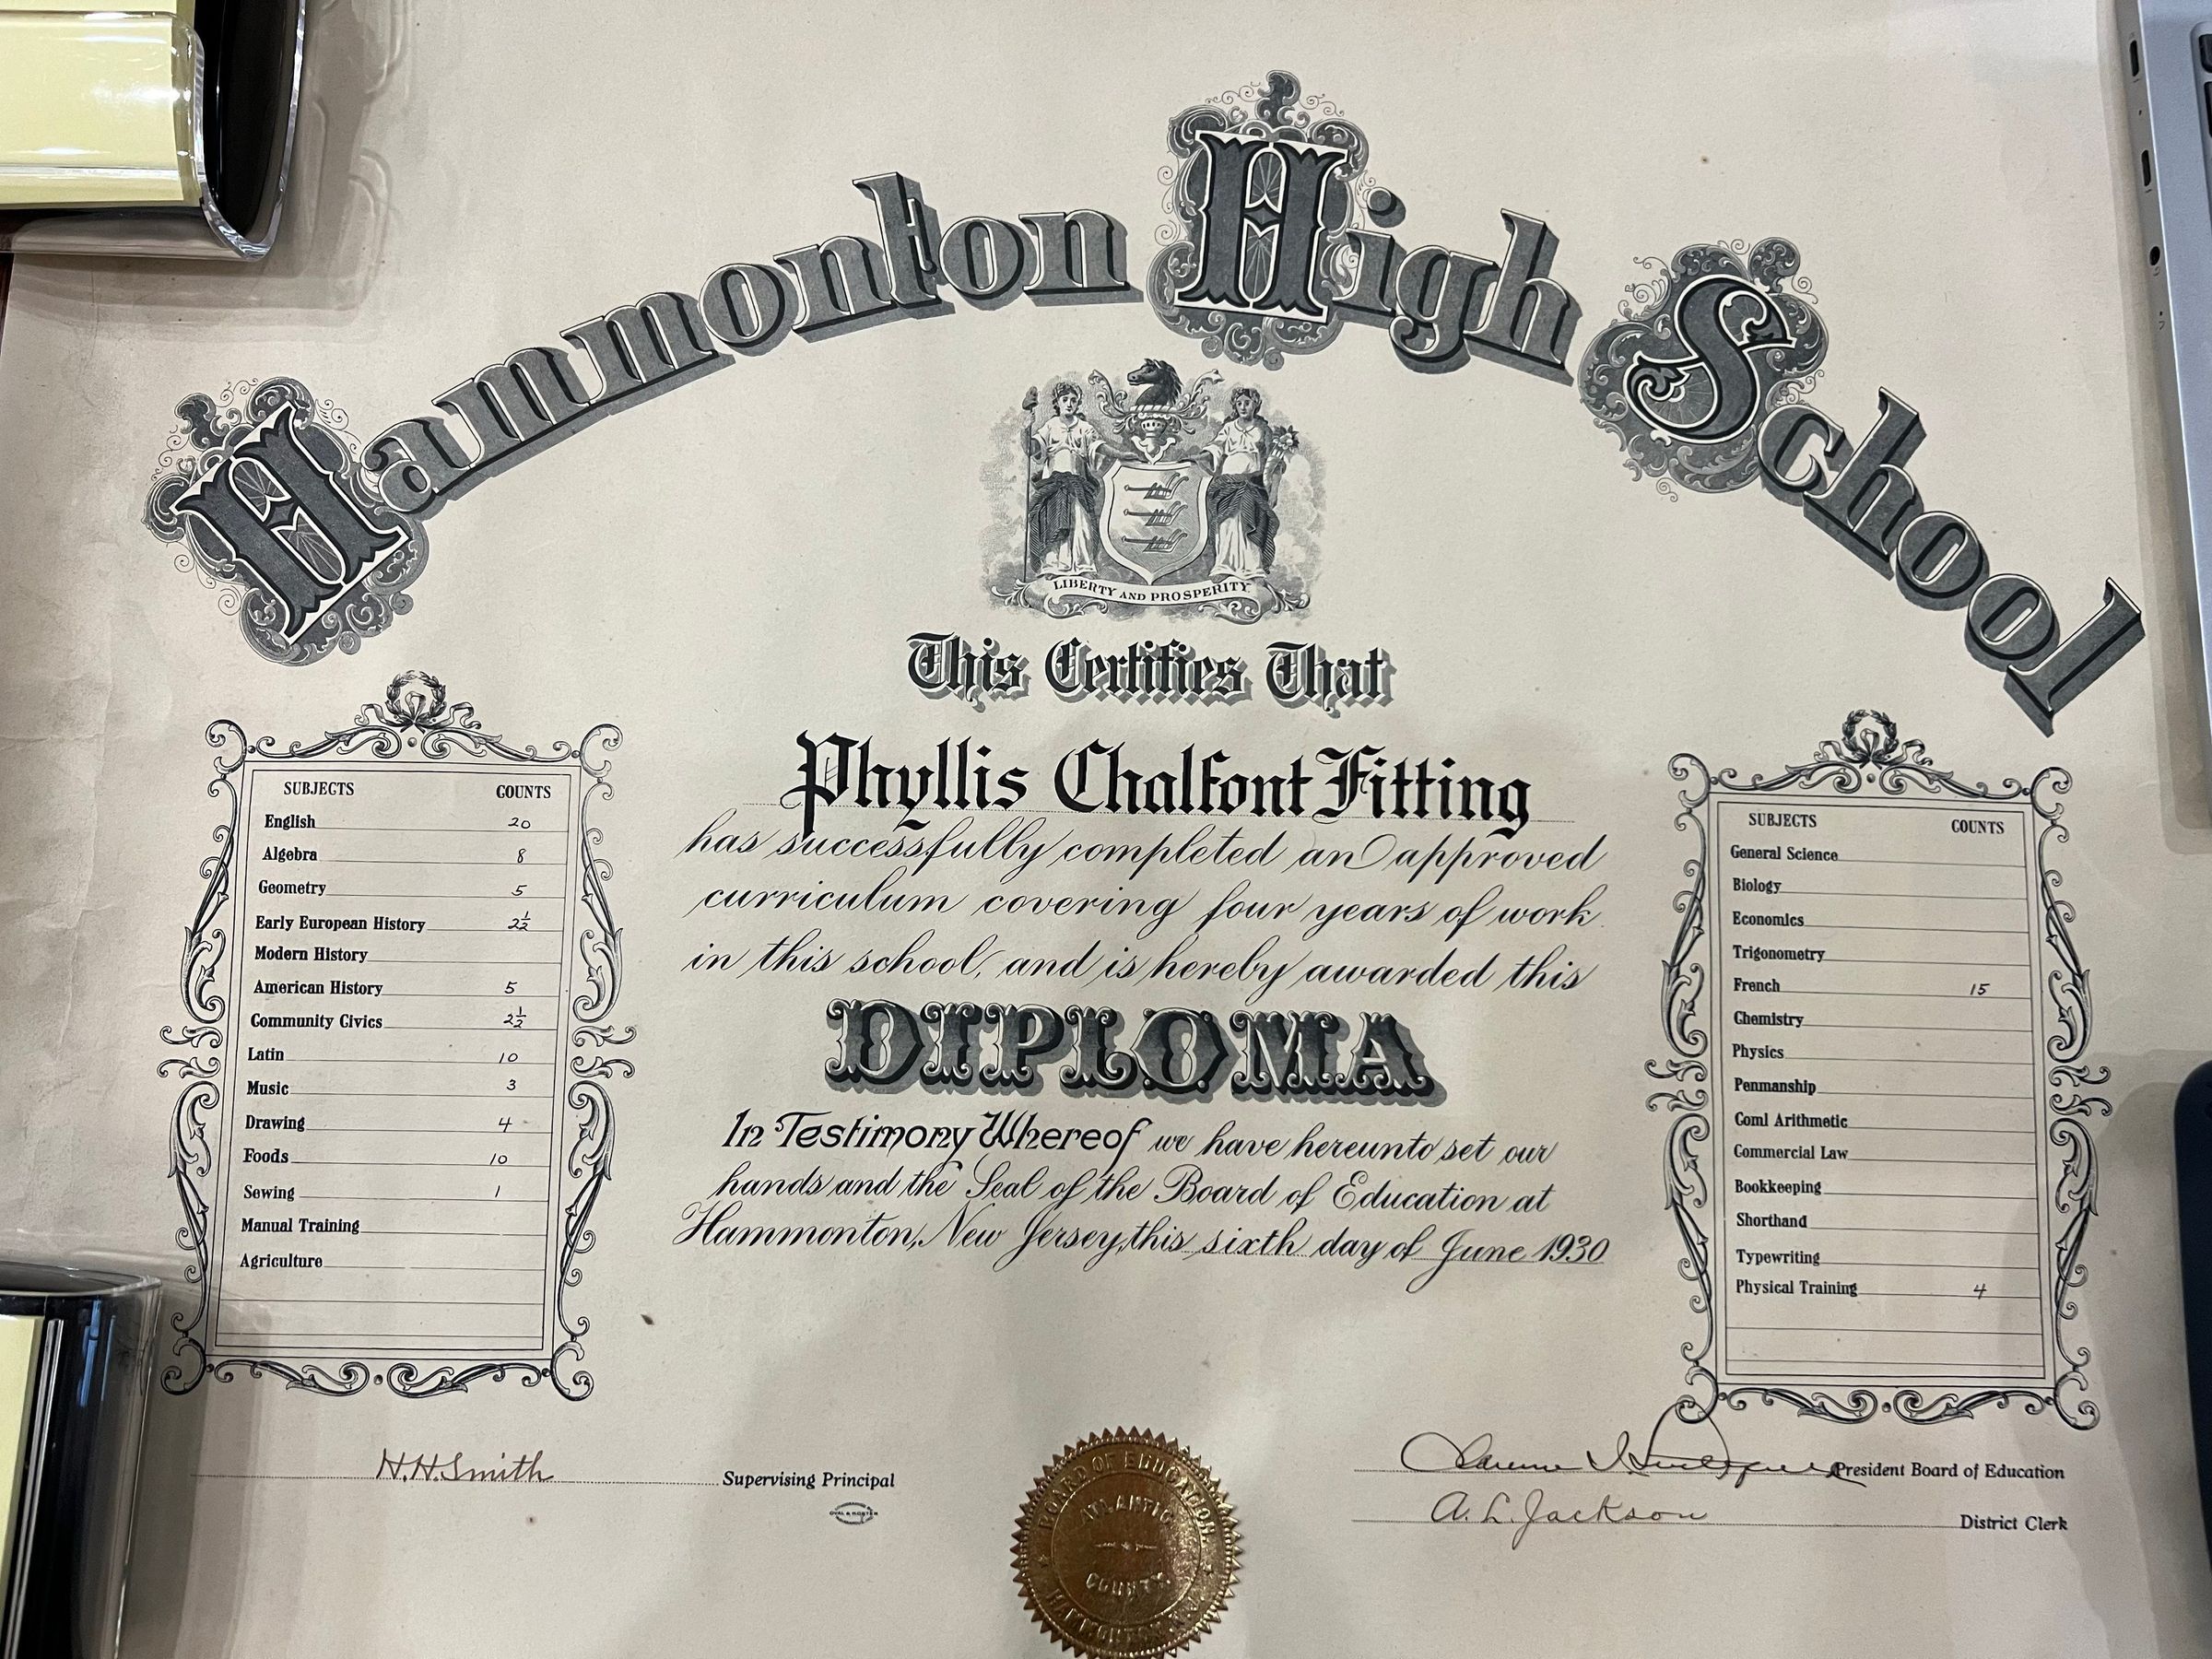 Hammonton High School
LIBERTY AND PROSPERITY
This Certifies That
Phyllis Chalfont Fitting
has successfully completed an approved
curriculum covering four years of work
in this school, and is hereby awarded this
DIPLOMA
In Testimony Whereof we have hereunto set our
hands and the Seal of the Board of Education at
Hammonton, New Jersey, this sixth day of June 1930
SUBJECTS COUNTS
English 20
Algebra 8
Geometry 5
Early European History 2½
Modern History
American History 5
Community Civics 2½
Latin 10
Music 3
Drawing 4
Foods 10
Sewing 1
Manual Training
Agriculture
SUBJECTS COUNTS
General Science
Biology
Economics
Trigonometry
French 15
Chemistry
Physics
Penmanship
Coml Arithmetic
Commercial Law
Bookkeeping
Shorthand
Typewriting
Physical Training 4
H.H. Smith Supervising Principal
President Board of Education
A. L. Jackson District Clerk
BOARD OF EDUCATION
ATLANTIC
COUNTY